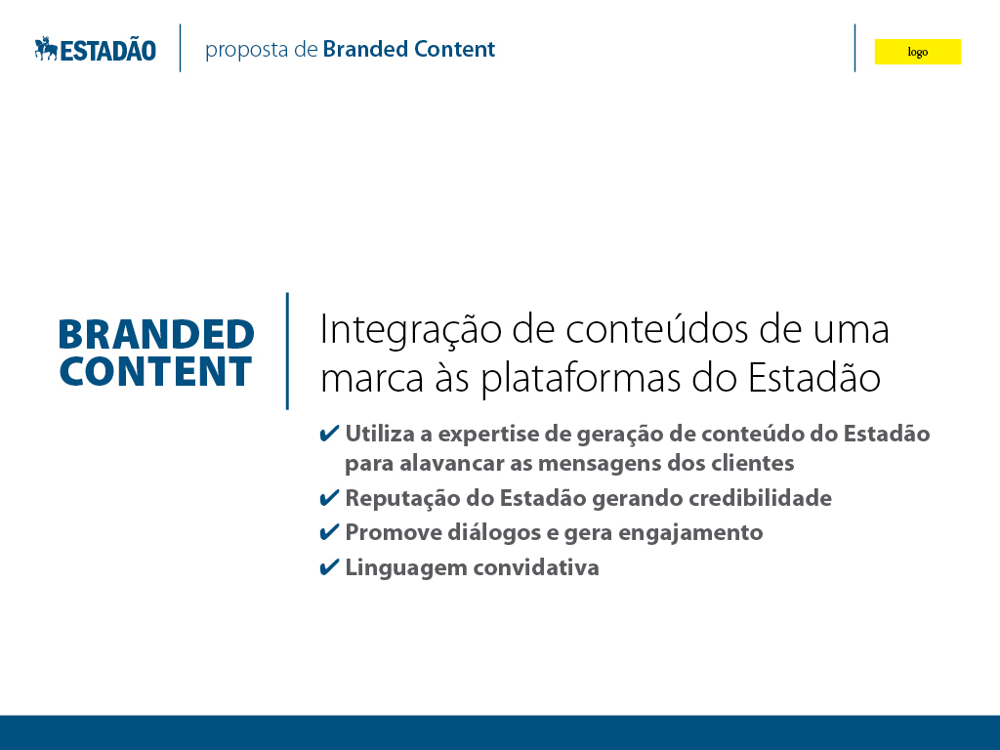 ESTADÃO
proposta de Branded Content
logo
BRANDED
CONTENT
Integração de conteúdos de uma
marca às plataformas do Estadão
✔ Utiliza a expertise de geração de conteúdo do Estadão
para alavancar as mensagens dos clientes
✔ Reputação do Estadão gerando credibilidade
✔ Promove diálogos e gera engajamento
✔ Linguagem convidativa